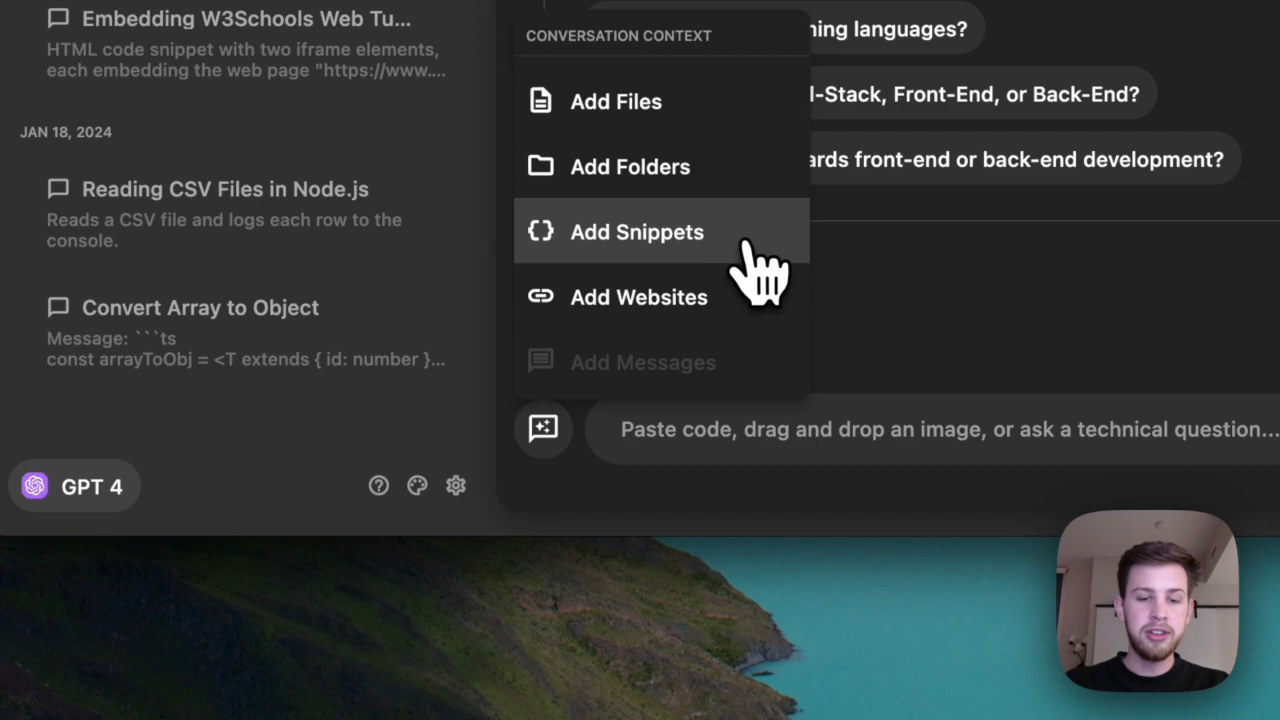 Embedding W3Schools Web Tu...
HTML code snippet with two iframe elements,
each embedding the web page "https://www....
JAN 18, 2024
Reading CSV Files in Node.js
Reads a CSV file and logs each row to the
console.
Convert Array to Object
Message: ```ts
const arrayToObj = <T extends { id: number }...
GPT 4
CONVERSATION CONTEXT
Add Files
Add Folders
Add Snippets
Add Websites
Add Messages
ning languages?
l-Stack, Front-End, or Back-End?
ards front-end or back-end development?
Paste code, drag and drop an image, or ask a technical question...